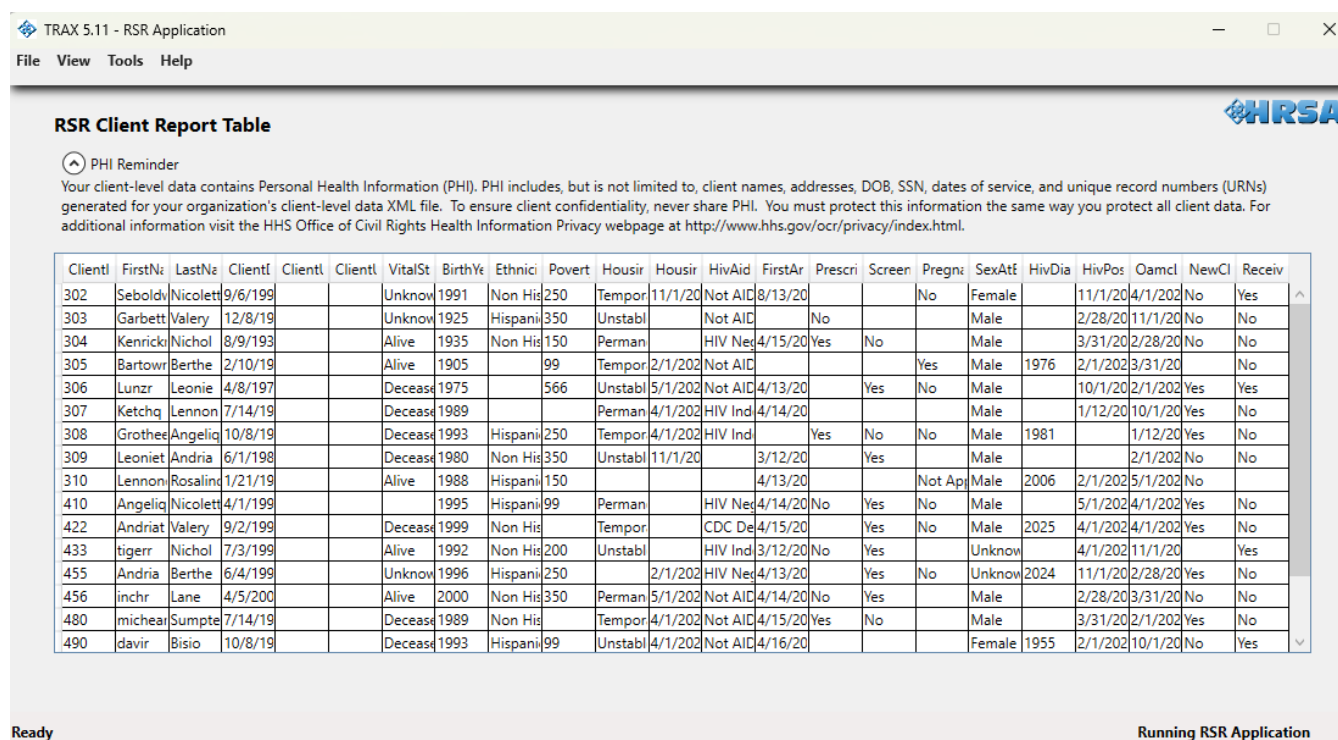 TRAX 5.11 - RSR Application
File View Tools Help
HRSA
RSR Client Report Table
PHI Reminder
Your client-level data contains Personal Health Information (PHI). PHI includes, but is not limited to, client names, addresses, DOB, SSN, dates of service, and unique record numbers (URNs)
generated for your organization's client-level data XML file. To ensure client confidentiality, never share PHI. You must protect this information the same way you protect all client data. For
additional information visit the HHS Office of Civil Rights Health Information Privacy webpage at http://www.hhs.gov/ocr/privacy/index.html.
ClientI FirstNa LastNa ClientD ClientL ClientL VitalSt BirthYe Ethnici Povert Housir Housir HivAid FirstAr Prescri Screen Pregna SexAtE HivDia HivPos Oamcl NewCl Receiv
302 Seboldv Nicolett 9/6/199 Unknow 1991 Non His 250 Tempor 11/1/20 Not AID 8/13/20 No Female 11/1/20 4/1/202 No Yes
303 Garbett Valery 12/8/19 Unknow 1925 Hispani 350 Unstabl Not AID No Male 2/28/20 11/1/20 No No
304 Kenrick Nichol 8/9/193 Alive 1935 Non His 150 Perman HIV Neg 4/15/20 Yes No Male 3/31/20 2/28/20 No No
305 Bartowr Berthe 2/10/19 Alive 1905 99 Tempor 2/1/202 Not AID Yes Male 1976 2/1/202 3/31/20 No
306 Lunzr Leonie 4/8/197 Decease 1975 566 Unstabl 5/1/202 Not AID 4/13/20 Yes No Male 10/1/20 2/1/202 Yes Yes
307 Ketchq Lennon 7/14/19 Decease 1989 Perman 4/1/202 HIV Ind 4/14/20 Male 1/12/20 10/1/20 Yes No
308 Grothee Angeliq 10/8/19 Decease 1993 Hispani 250 Tempor 4/1/202 HIV Ind Yes No No Male 1981 1/12/20 Yes No
309 Leoniet Andria 6/1/198 Decease 1980 Non His 350 Unstabl 11/1/20 3/12/20 Yes Male 2/1/202 No No
310 Lennon Rosalind 1/21/19 Alive 1988 Hispani 150 4/13/20 Not App Male 2006 2/1/202 5/1/202 No
410 Angeliq Nicolett 4/1/199 1995 Hispani 99 Perman HIV Neg 4/14/20 No Yes No Male 5/1/202 4/1/202 Yes No
422 Andriat Valery 9/2/199 Decease 1999 Non His Tempor CDC De 4/15/20 Yes No Male 2025 4/1/202 4/1/202 Yes No
433 tigerr Nichol 7/3/199 Alive 1992 Non His 200 Unstabl HIV Ind 3/12/20 No Yes Unknow 4/1/202 11/1/20 Yes
455 Andria Berthe 6/4/199 Unknow 1996 Hispani 250 2/1/202 HIV Neg 4/13/20 Yes No Unknow 2024 11/1/20 2/28/20 Yes No
456 inchr Lane 4/5/200 Alive 2000 Non His 350 Perman 5/1/202 Not AID 4/14/20 No Yes Male 2/28/20 3/31/20 No No
480 michear Sumpte 7/14/19 Decease 1989 Non His Tempor 4/1/202 Not AID 4/15/20 Yes No Male 3/31/20 2/1/202 Yes No
490 davir Bisio 10/8/19 Decease 1993 Hispani 99 Unstabl 4/1/202 Not AID 4/16/20 Female 1955 2/1/202 10/1/20 No Yes
Ready Running RSR Application